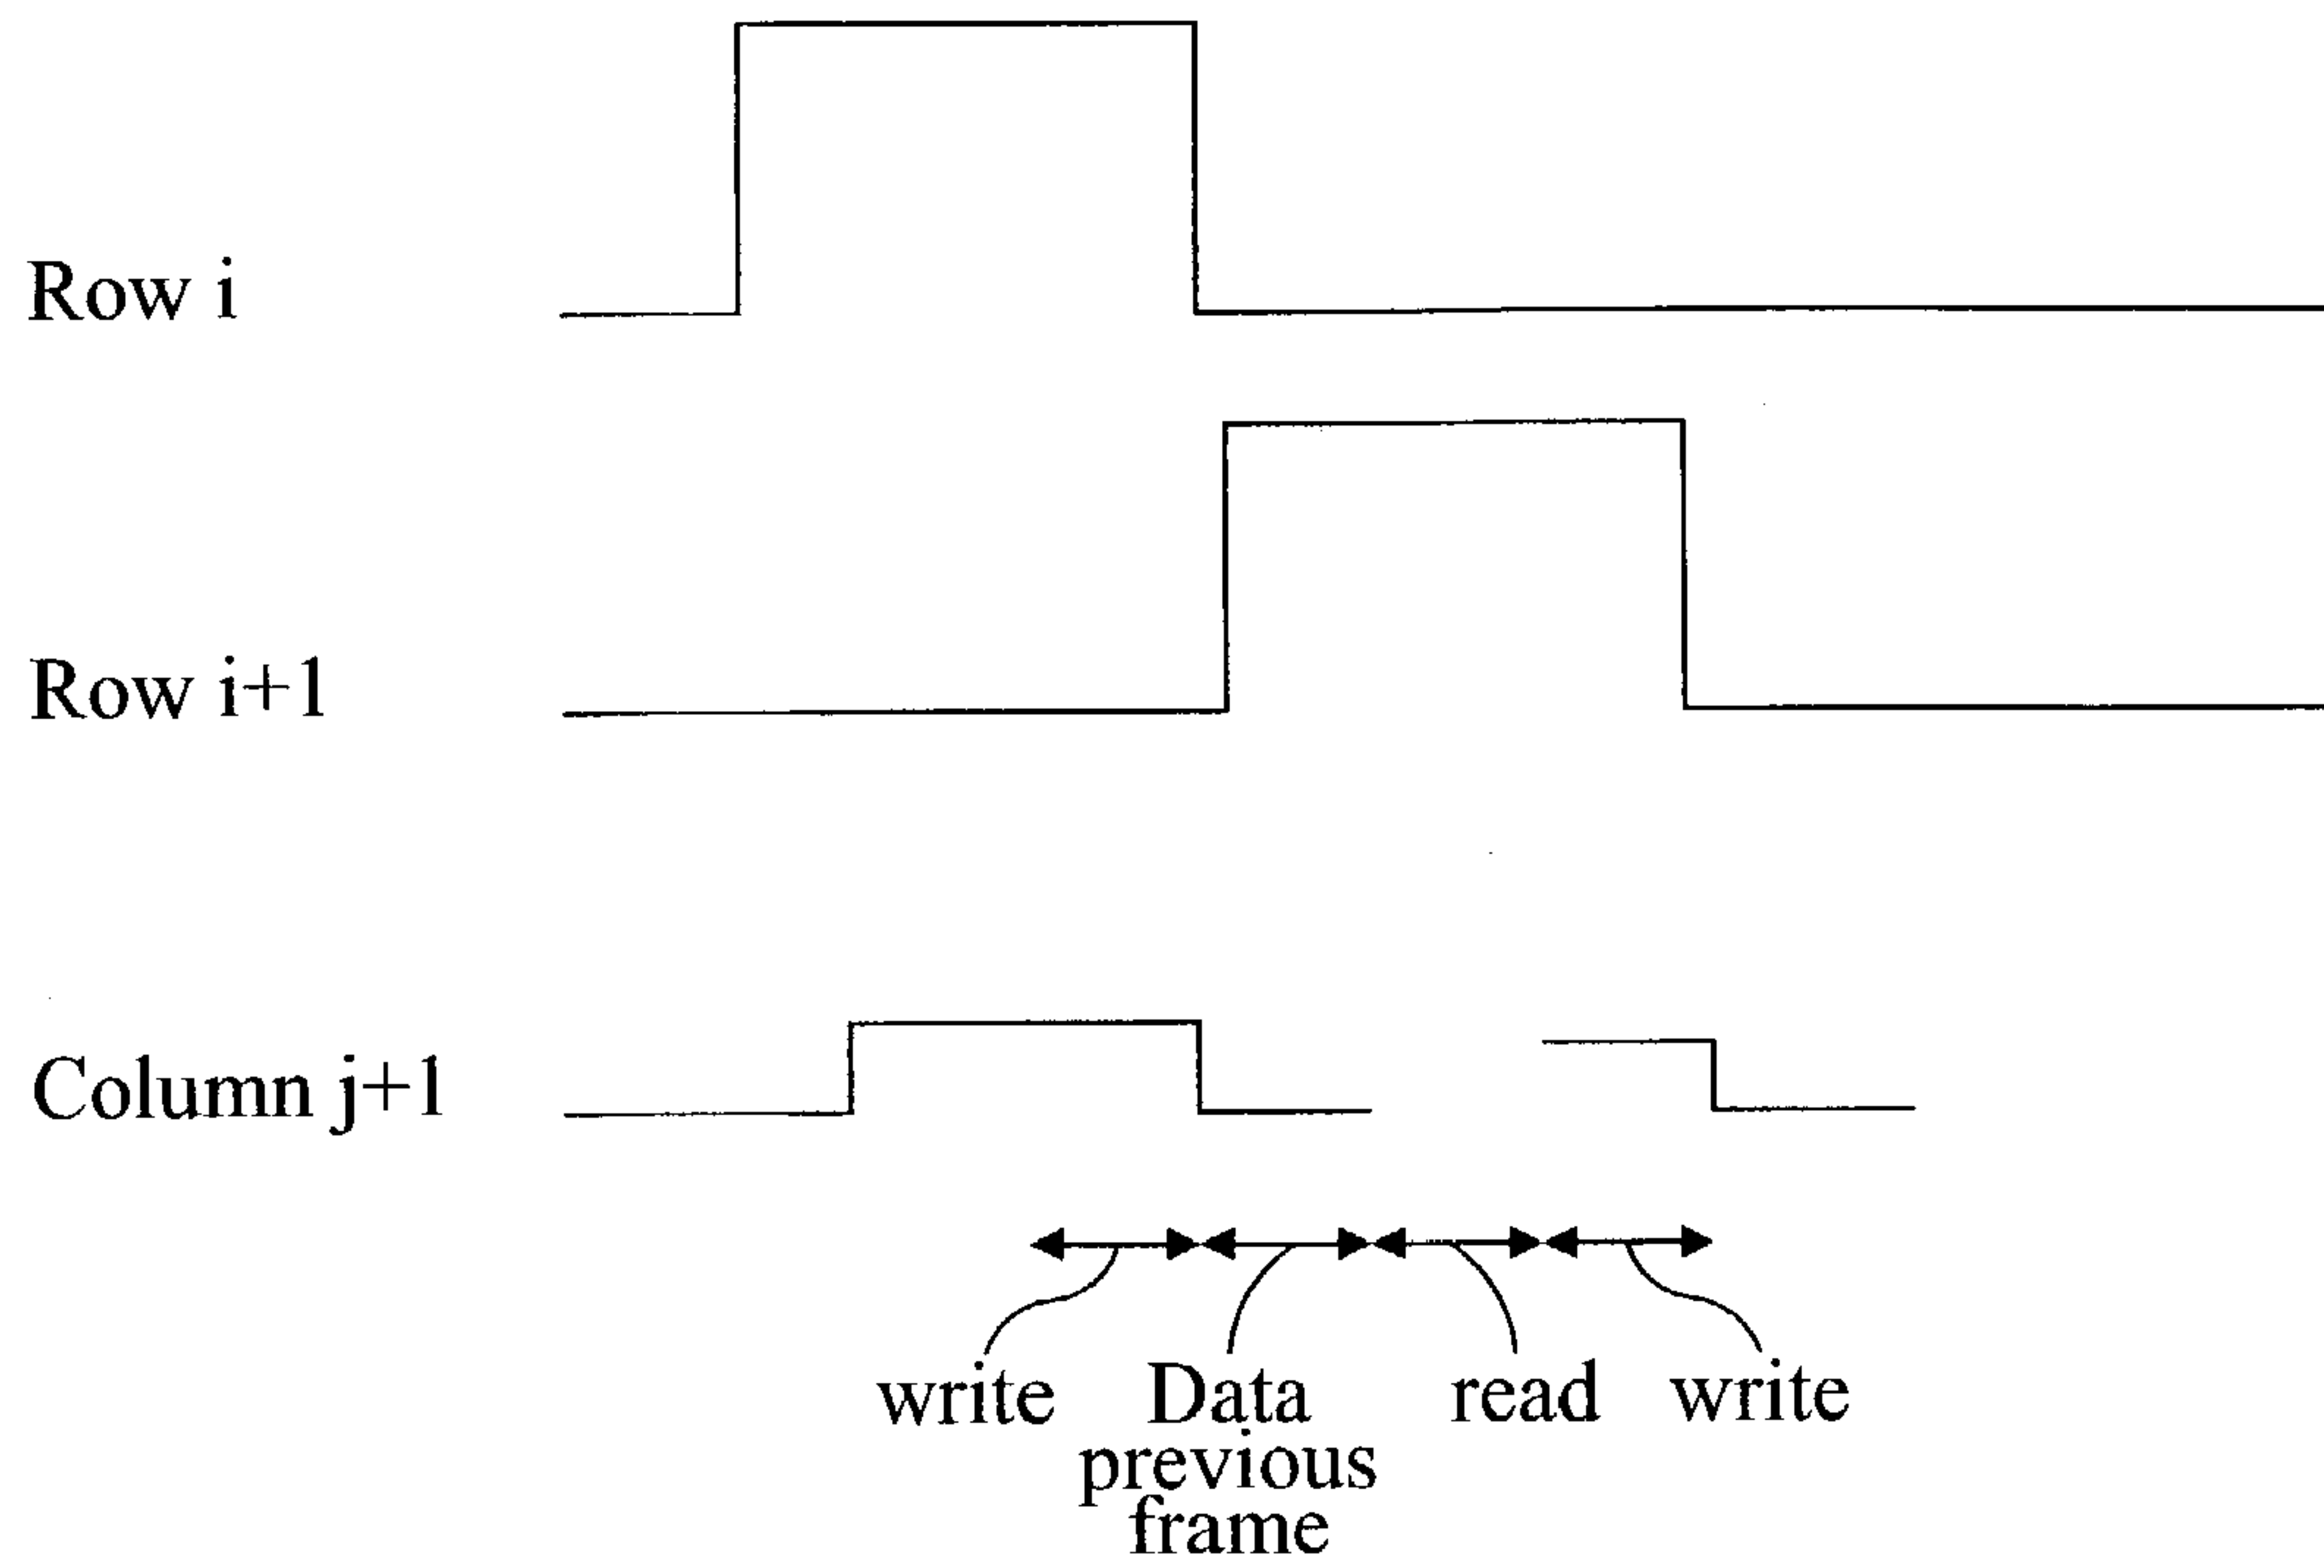 Row i
Row i+1
Column j+1
write
Data
previous
frame
read
write